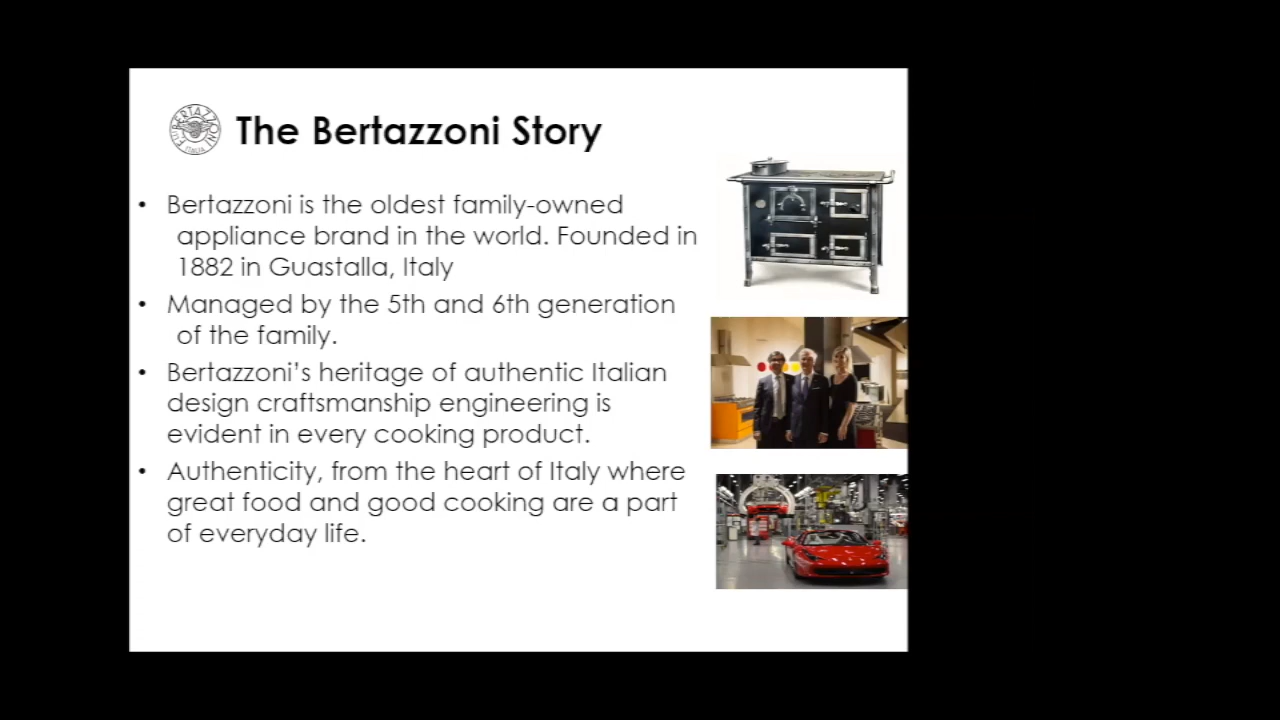 F.LLI BERTAZZONI
ITALIA
The Bertazzoni Story
• Bertazzoni is the oldest family-owned
appliance brand in the world. Founded in
1882 in Guastalla, Italy
• Managed by the 5th and 6th generation
of the family.
• Bertazzoni’s heritage of authentic Italian
design craftsmanship engineering is
evident in every cooking product.
• Authenticity, from the heart of Italy where
great food and good cooking are a part
of everyday life.